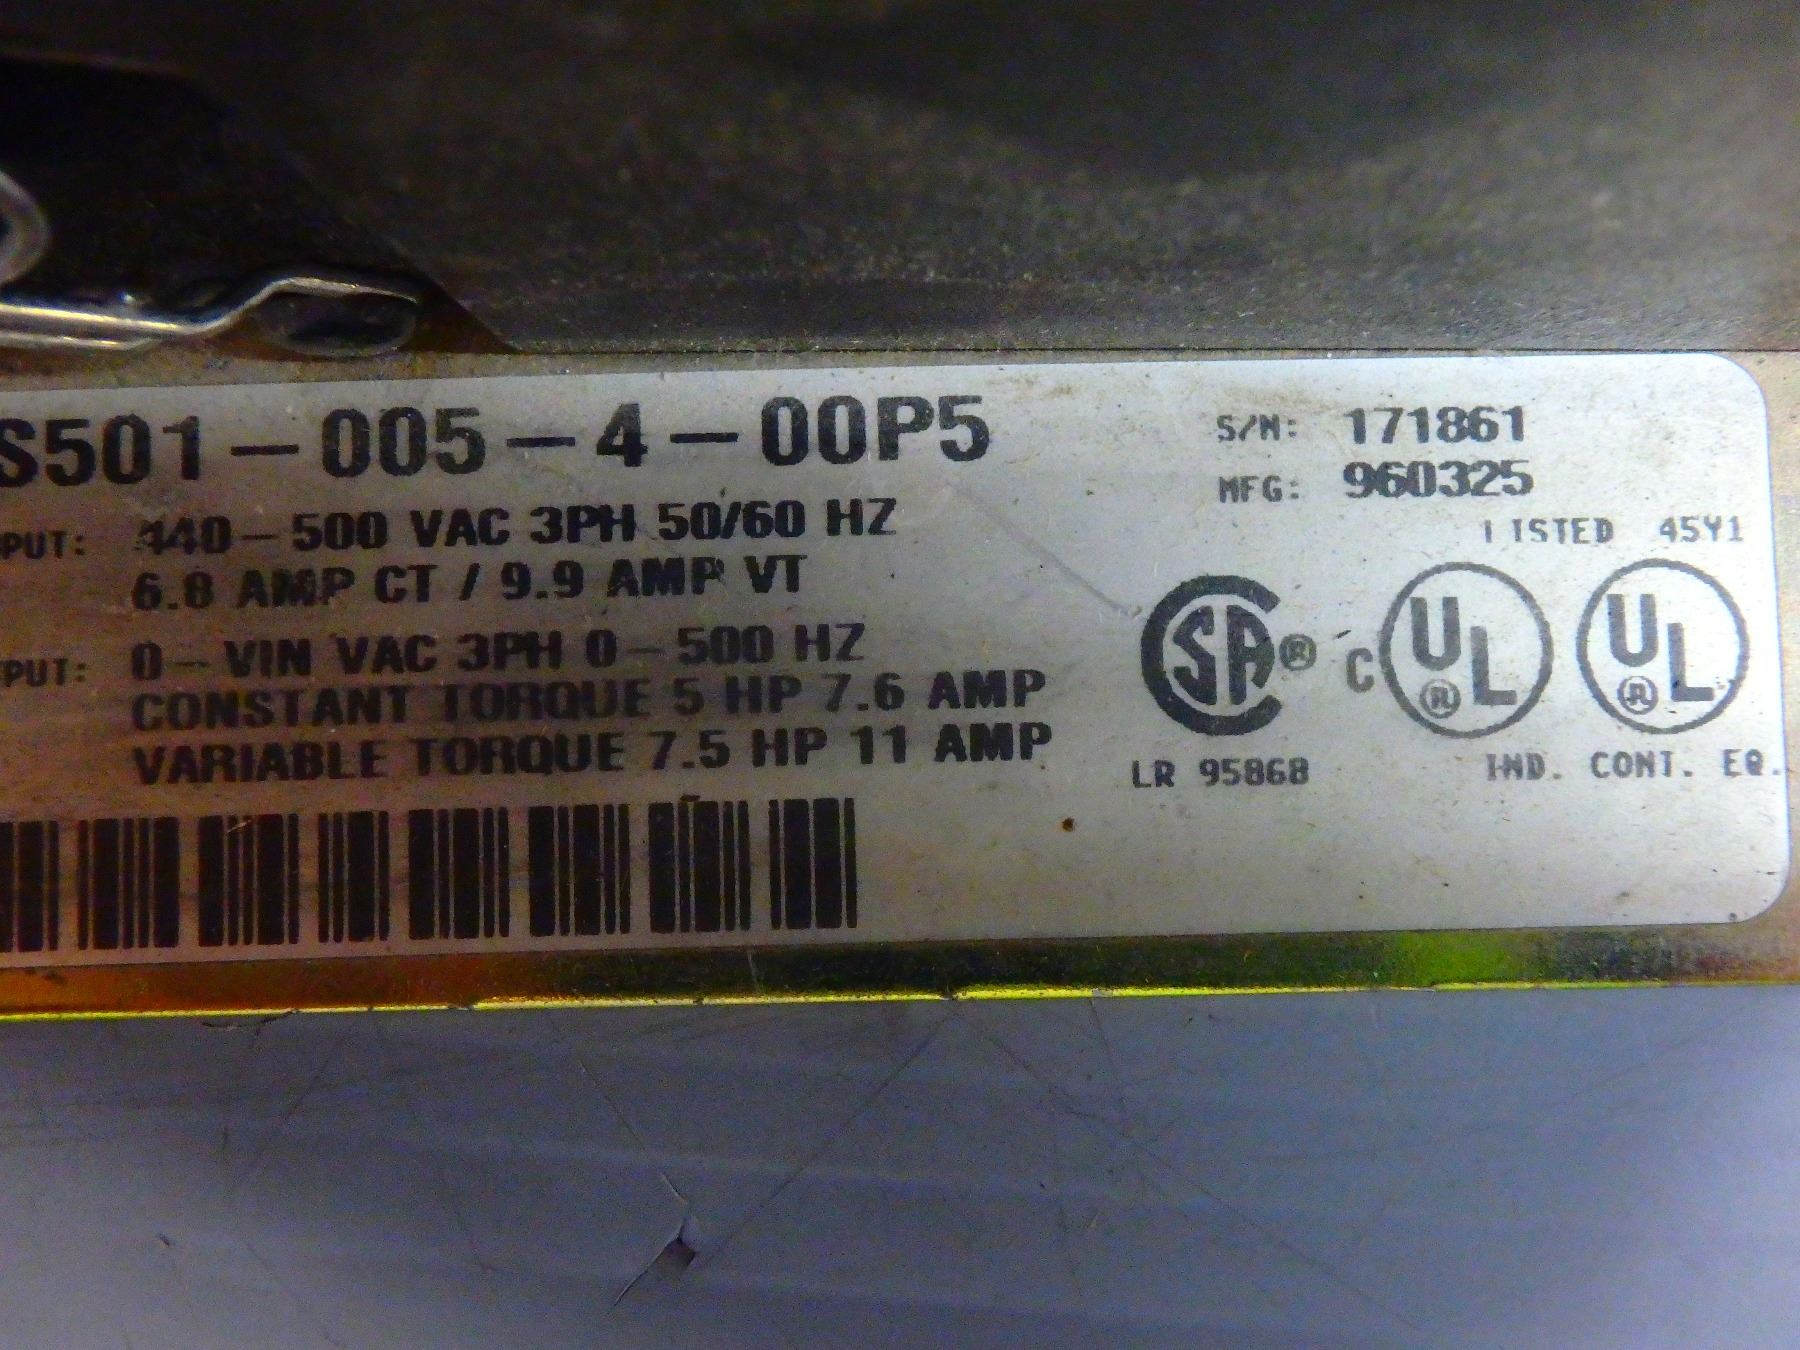 S501-005-4-00P5
S/N: 171861
MFG: 960325
PUT: 440-500 VAC 3PH 50/60 HZ
6.8 AMP CT / 9.9 AMP VT
LISTED 45Y1
PUT: 0-VIN VAC 3PH 0-500 HZ
CONSTANT TORQUE 5 HP 7.6 AMP
VARIABLE TORQUE 7.5 HP 11 AMP
SA ®
C UL ®
UL ®
LR 95868
IND. CONT. EQ.